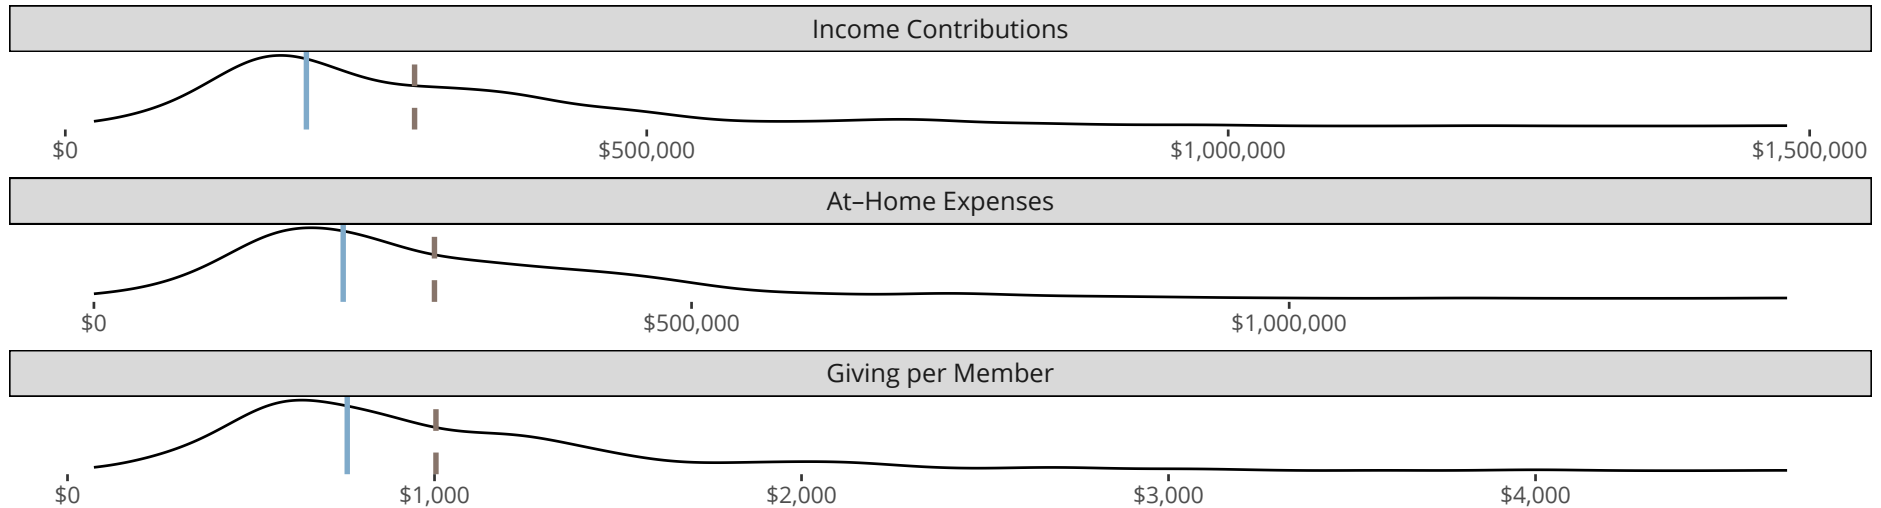 Income Contributions
$0 $500,000 $1,000,000 $1,500,000
At–Home Expenses
$0 $500,000 $1,000,000
Giving per Member
$0 $1,000 $2,000 $3,000 $4,000